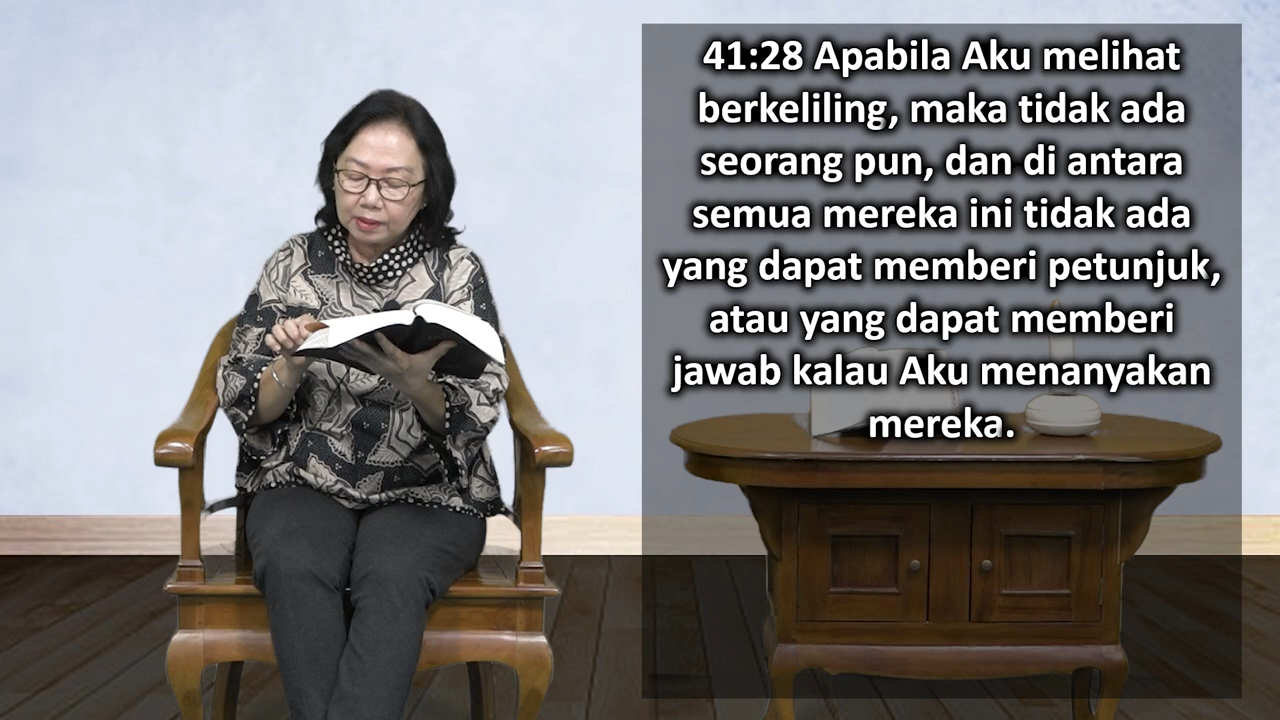 41:28 Apabila Aku melihat
berkeliling, maka tidak ada
seorang pun, dan di antara
semua mereka ini tidak ada
yang dapat memberi petunjuk,
atau yang dapat memberi
jawab kalau Aku menanyakan
mereka.